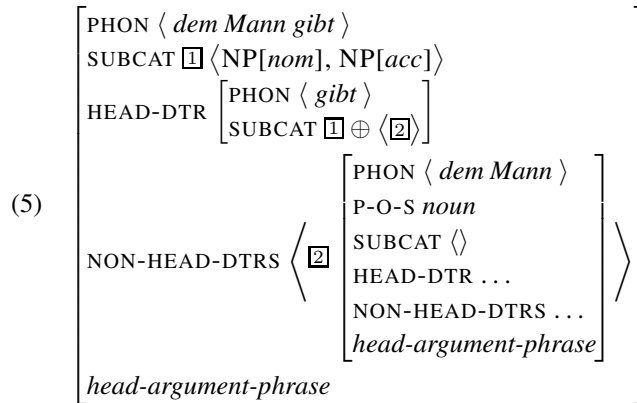 PHON ⟨ dem Mann gibt ⟩
SUBCAT [1] ⟨NP[nom], NP[acc]⟩
HEAD-DTR [PHON ⟨ gibt ⟩
SUBCAT [1] ⊕ ⟨[2]⟩]
(5)
NON-HEAD-DTRS ⟨ [2] [PHON ⟨ dem Mann ⟩
P-O-S noun
SUBCAT ⟨⟩
HEAD-DTR ...
NON-HEAD-DTRS ...
head-argument-phrase] ⟩
head-argument-phrase